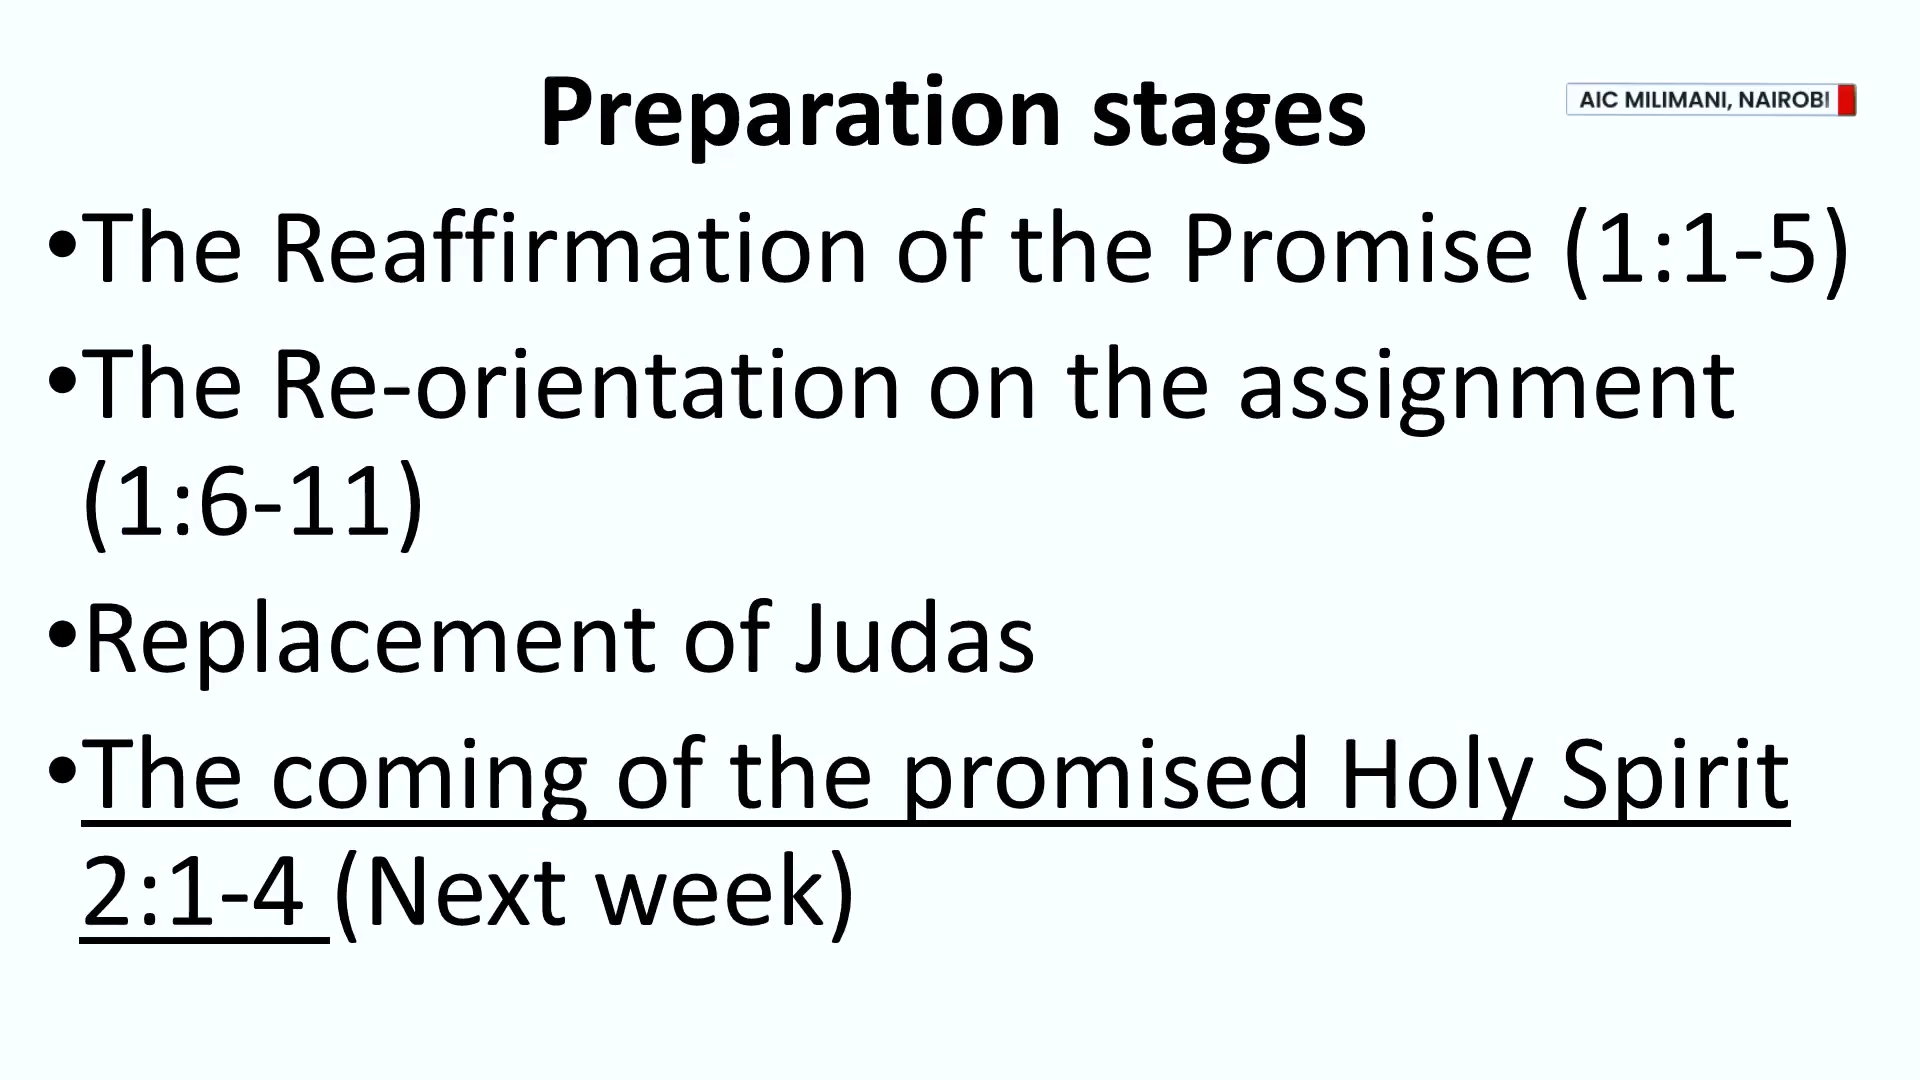 Preparation stages
AIC MILIMANI, NAIROBI
•The Reaffirmation of the Promise (1:1-5)
•The Re-orientation on the assignment
(1:6-11)
•Replacement of Judas
•The coming of the promised Holy Spirit
2:1-4 (Next week)